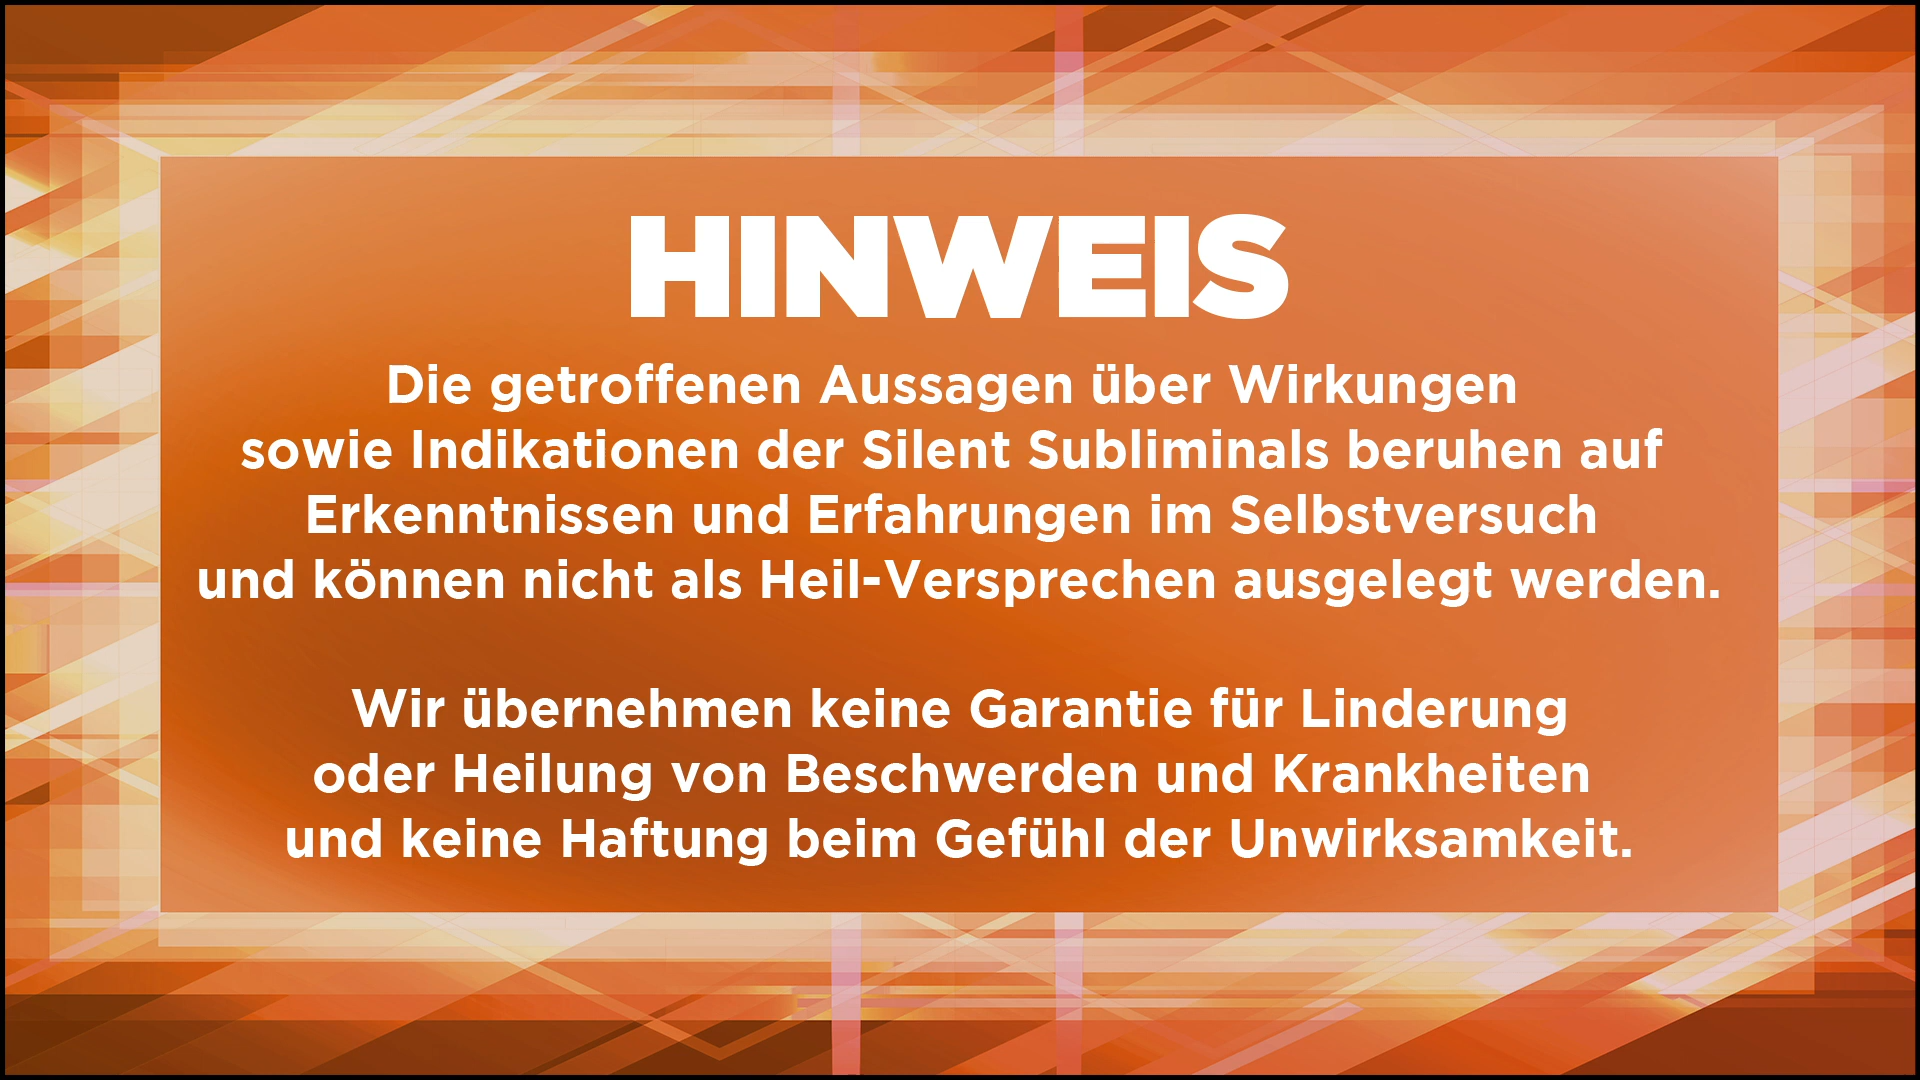 HINWEIS
Die getroffenen Aussagen über Wirkungen
sowie Indikationen der Silent Subliminals beruhen auf
Erkenntnissen und Erfahrungen im Selbstversuch
und können nicht als Heil-Versprechen ausgelegt werden.
Wir übernehmen keine Garantie für Linderung
oder Heilung von Beschwerden und Krankheiten
und keine Haftung beim Gefühl der Unwirksamkeit.